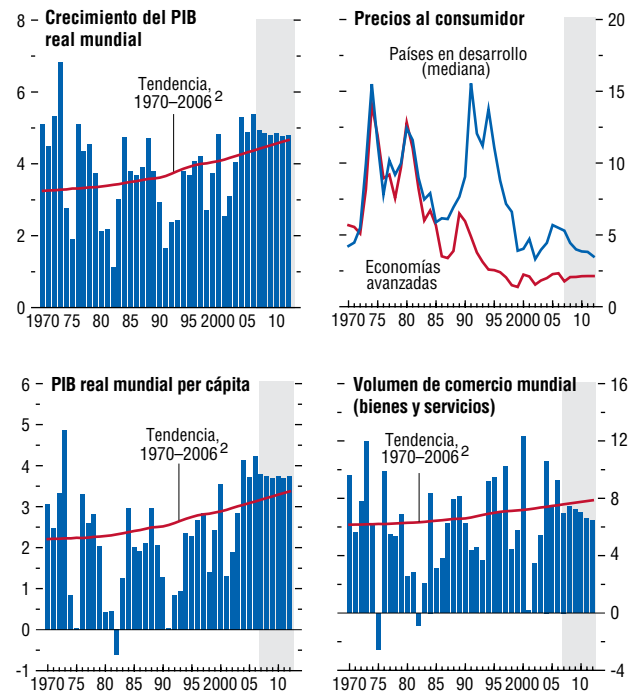 Crecimiento del PIB
real mundial
8
6
4
2
0
Tendencia,
1970–2006 2
1970 75 80 85 90 95 2000 05 10
Precios al consumidor
20
15
10
5
0
Países en desarrollo
(mediana)
Economías
avanzadas
1970 75 80 85 90 95 2000 05 10
PIB real mundial per cápita
6
5
4
3
2
1
0
-1
Tendencia,
1970–2006 2
1970 75 80 85 90 95 2000 05 10
Volumen de comercio mundial
(bienes y servicios)
16
12
8
4
0
-4
Tendencia,
1970–2006 2
1970 75 80 85 90 95 2000 05 10